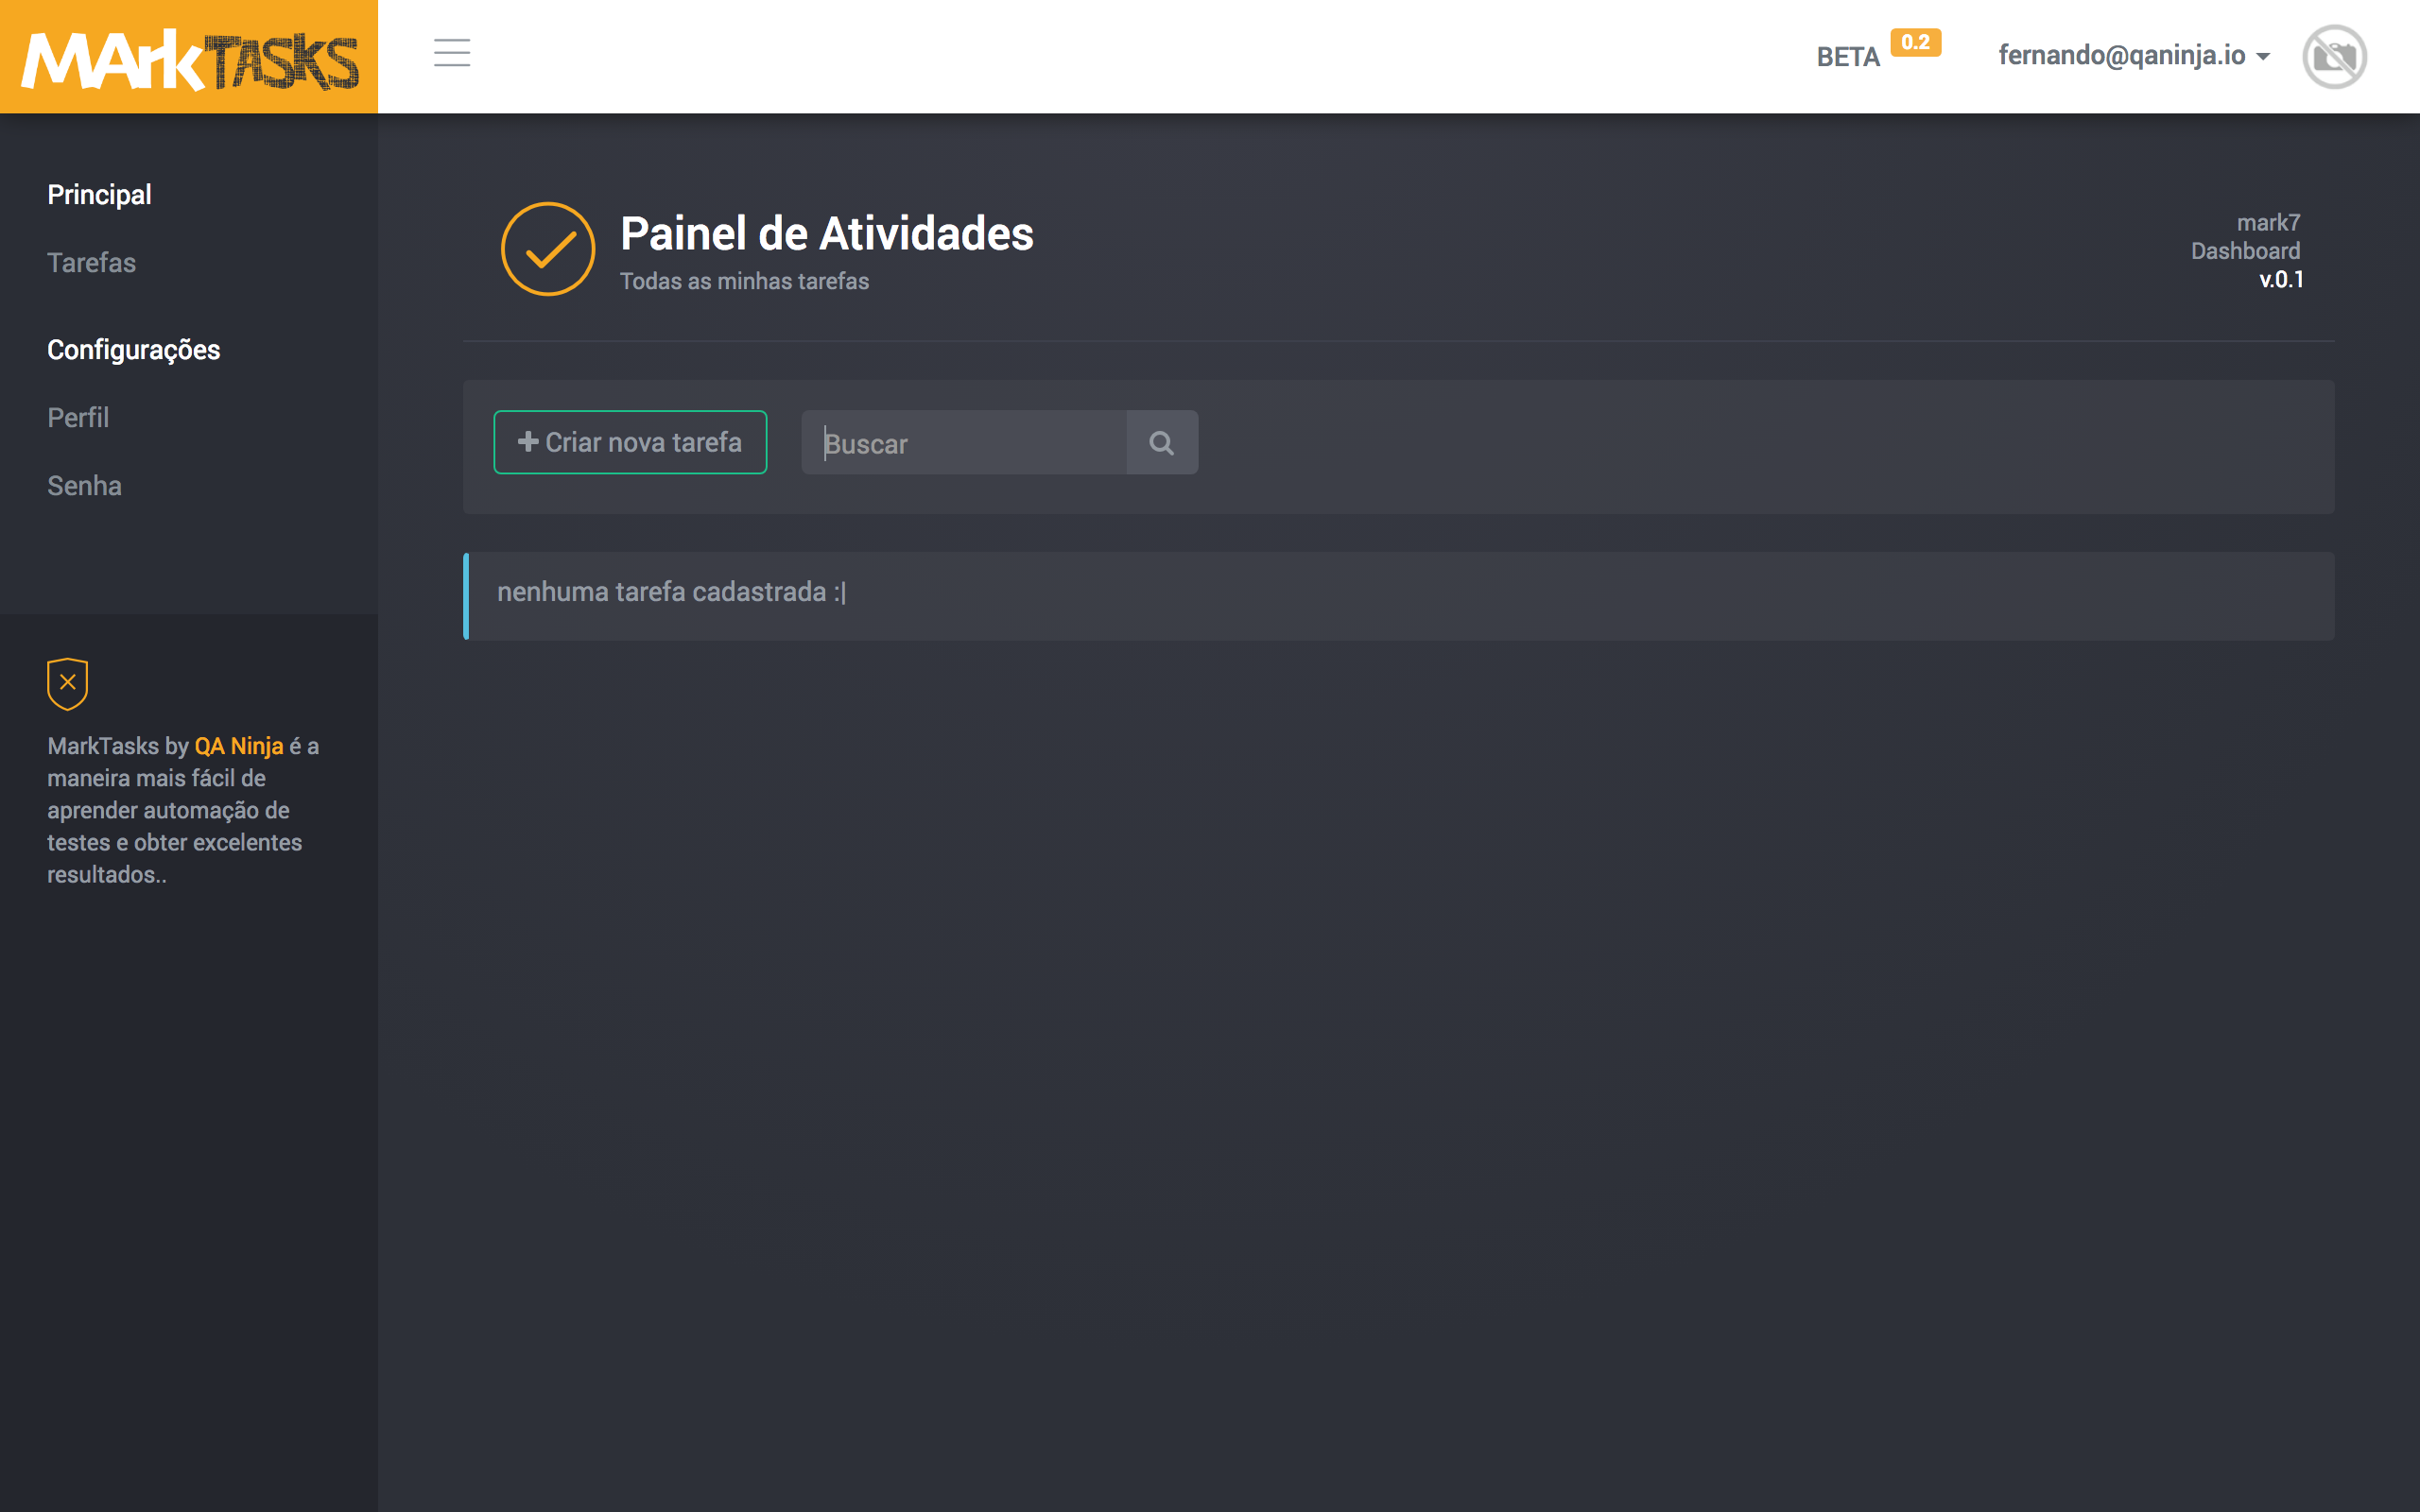 MArkTASKS
BETA 0.2
fernando@qaninja.io
Principal
Tarefas
Configurações
Perfil
Senha
MarkTasks by QA Ninja é a
maneira mais fácil de
aprender automação de
testes e obter excelentes
resultados..
Painel de Atividades
Todas as minhas tarefas
mark7
Dashboard
v.0.1
Criar nova tarefa
Buscar
nenhuma tarefa cadastrada :|